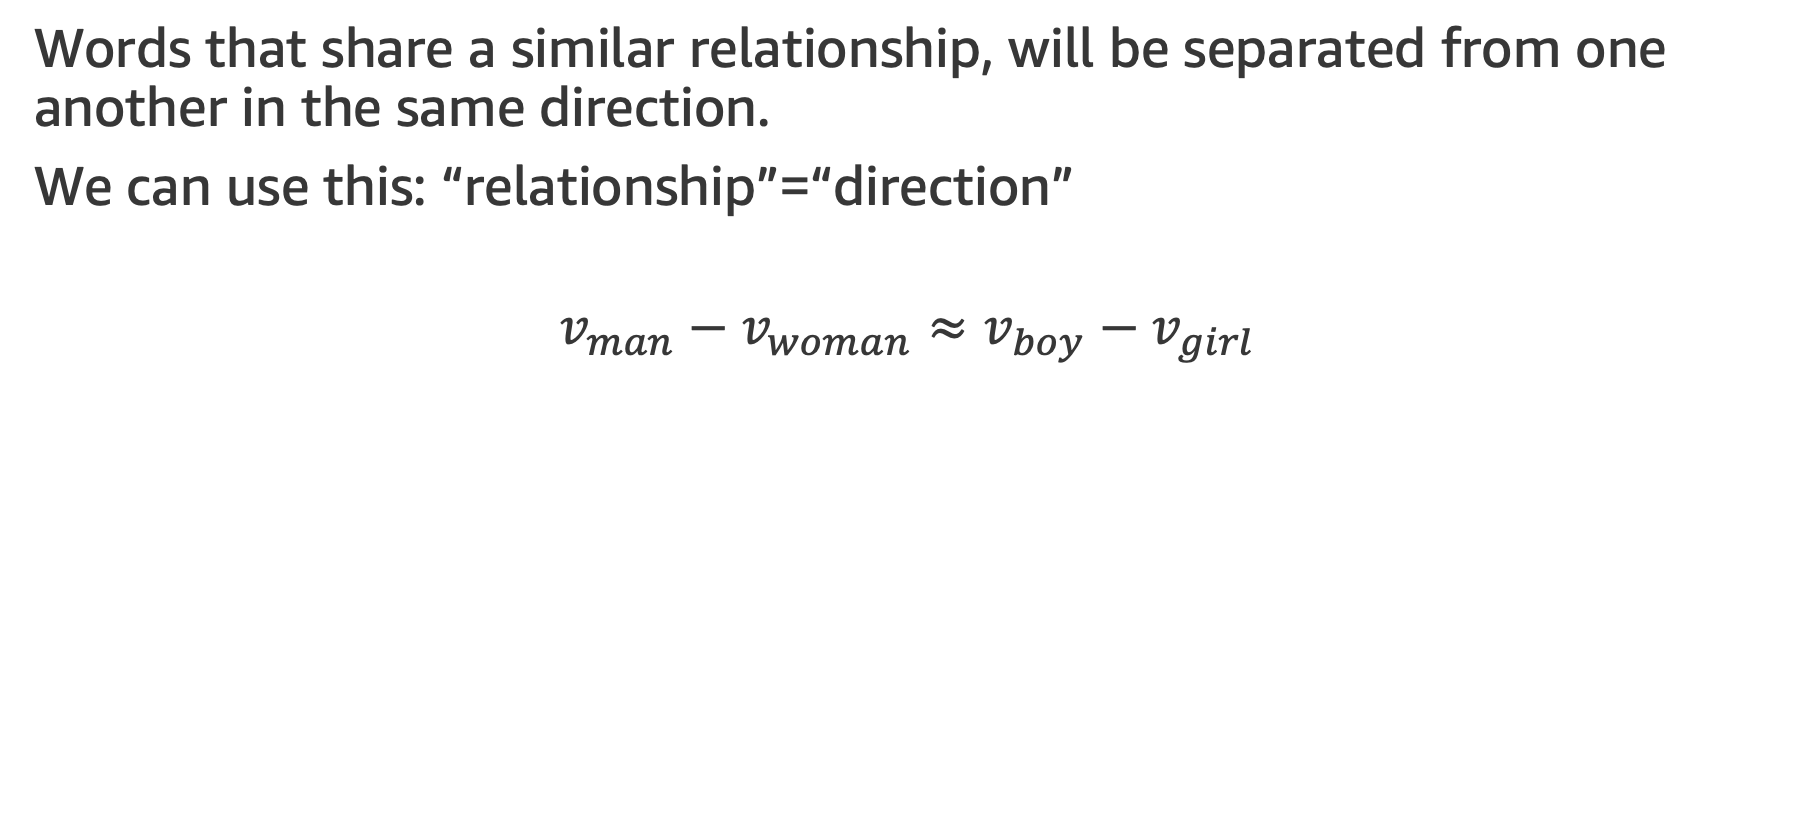 Words that share a similar relationship, will be separated from one
another in the same direction.
We can use this: “relationship”=“direction”
v_man − v_woman ≈ v_boy − v_girl